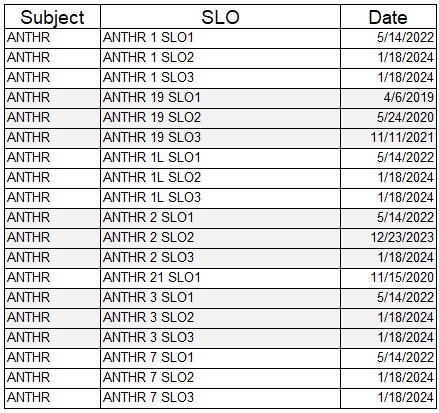 Subject SLO Date
ANTHR ANTHR 1 SLO1 5/14/2022
ANTHR ANTHR 1 SLO2 1/18/2024
ANTHR ANTHR 1 SLO3 1/18/2024
ANTHR ANTHR 19 SLO1 4/6/2019
ANTHR ANTHR 19 SLO2 5/24/2020
ANTHR ANTHR 19 SLO3 11/11/2021
ANTHR ANTHR 1L SLO1 5/14/2022
ANTHR ANTHR 1L SLO2 1/18/2024
ANTHR ANTHR 1L SLO3 1/18/2024
ANTHR ANTHR 2 SLO1 5/14/2022
ANTHR ANTHR 2 SLO2 12/23/2023
ANTHR ANTHR 2 SLO3 1/18/2024
ANTHR ANTHR 21 SLO1 11/15/2020
ANTHR ANTHR 3 SLO1 5/14/2022
ANTHR ANTHR 3 SLO2 1/18/2024
ANTHR ANTHR 3 SLO3 1/18/2024
ANTHR ANTHR 7 SLO1 5/14/2022
ANTHR ANTHR 7 SLO2 1/18/2024
ANTHR ANTHR 7 SLO3 1/18/2024